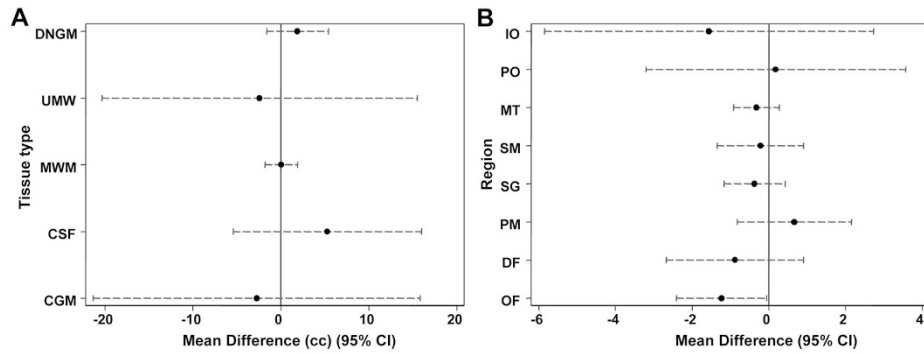 A
Tissue type
DNGM
UMW
MWM
CSF
CGM
-20 -10 0 10 20
Mean Difference (cc) (95% CI)
B
Region
IO
PO
MT
SM
SG
PM
DF
OF
-6 -4 -2 0 2 4
Mean Difference (95% CI)